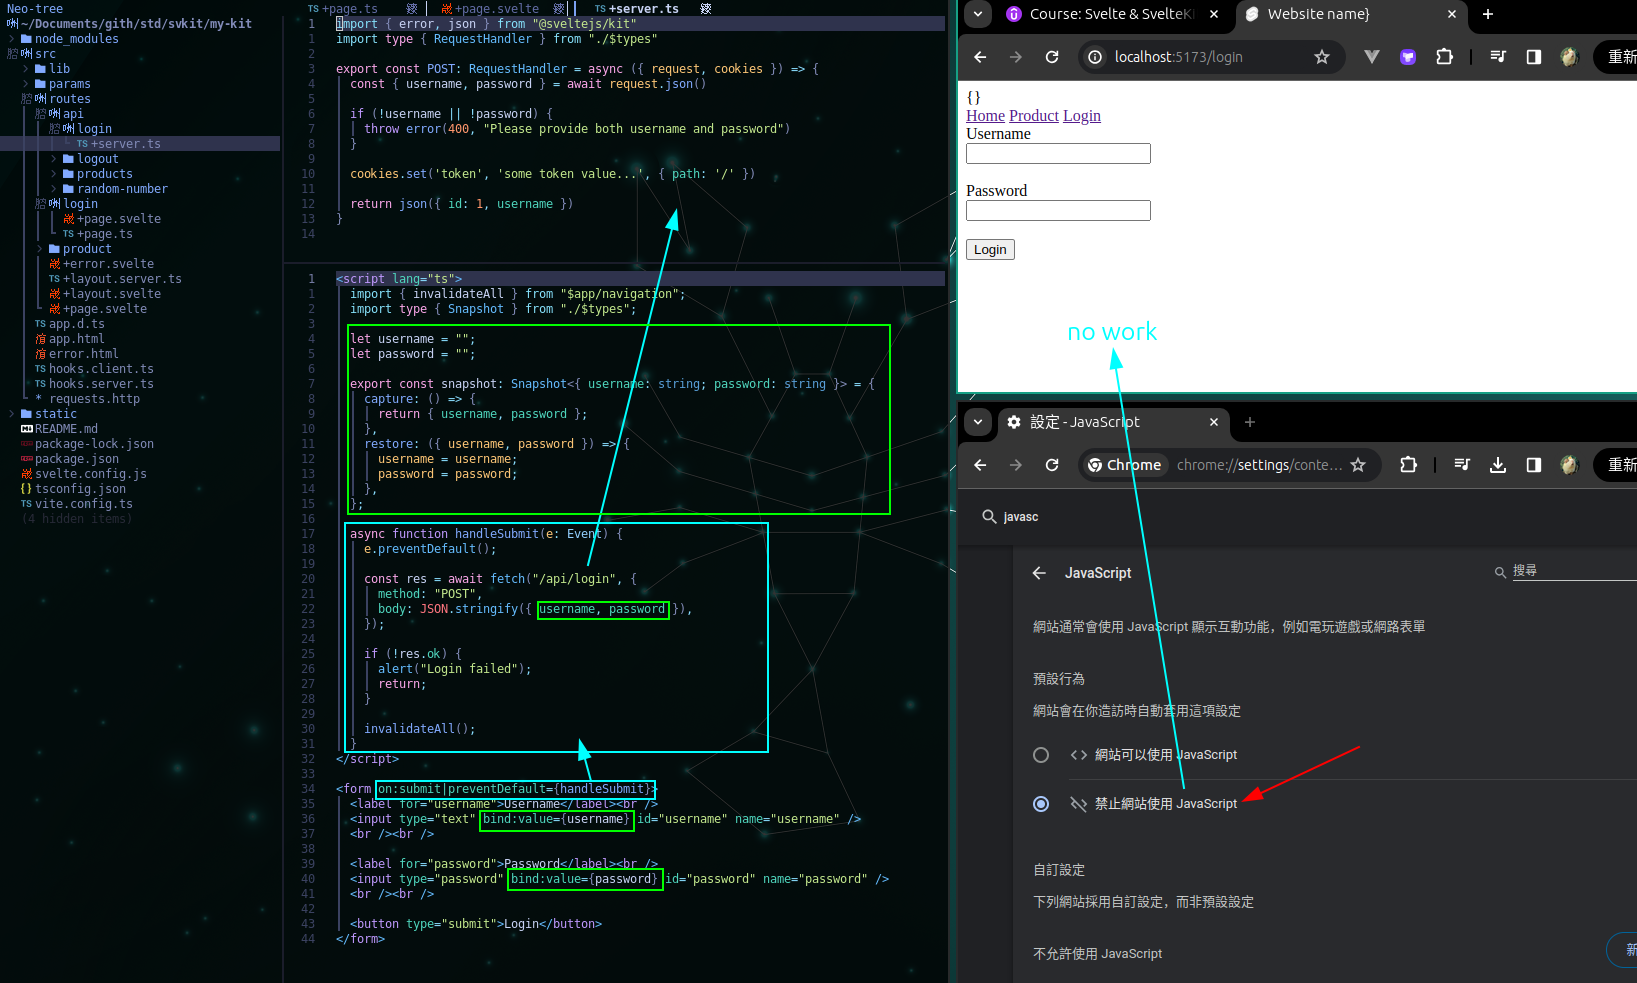 Neo-tree
~/Documents/gith/std/svkit/my-kit
node_modules
src
lib
params
routes
api
login
TS +server.ts
logout
products
random-number
login
+page.svelte
TS +page.ts
product
+error.svelte
TS +layout.server.ts
+layout.svelte
+page.svelte
TS app.d.ts
app.html
error.html
TS hooks.client.ts
TS hooks.server.ts
* requests.http
static
README.md
package-lock.json
package.json
svelte.config.js
{} tsconfig.json
TS vite.config.ts
(4 hidden items)
TS +page.ts
+page.svelte
TS +server.ts
1 import { error, json } from "@sveltejs/kit"
1 import type { RequestHandler } from "./$types"
2
3 export const POST: RequestHandler = async ({ request, cookies }) => {
4 const { username, password } = await request.json()
5
6 if (!username || !password) {
7 throw error(400, "Please provide both username and password")
8 }
9
10 cookies.set('token', 'some token value...', { path: '/' })
11
12 return json({ id: 1, username })
13 }
14
1 <script lang="ts">
1 import { invalidateAll } from "$app/navigation";
2 import type { Snapshot } from "./$types";
3
4 let username = "";
5 let password = "";
6
7 export const snapshot: Snapshot<{ username: string; password: string }> = {
8 capture: () => {
9 return { username, password };
10 },
11 restore: ({ username, password }) => {
12 username = username;
13 password = password;
14 },
15 };
16
17 async function handleSubmit(e: Event) {
18 e.preventDefault();
19
20 const res = await fetch("/api/login", {
21 method: "POST",
22 body: JSON.stringify({ username, password }),
23 });
24
25 if (!res.ok) {
26 alert("Login failed");
27 return;
28 }
29
30 invalidateAll();
31 }
32 </script>
33
34 <form on:submit|preventDefault={handleSubmit}>
35 <label for="username">Username</label><br />
36 <input type="text" bind:value={username} id="username" name="username" />
37 <br /><br />
38
39 <label for="password">Password</label><br />
40 <input type="password" bind:value={password} id="password" name="password" />
41 <br /><br />
42
43 <button type="submit">Login</button>
44 </form>
Course: Svelte & SvelteKi
Website name}
localhost:5173/login
重新
{}
Home Product Login
Username
Password
Login
no work
設定 - JavaScript
Chrome chrome://settings/conte...
重新
javasc
JavaScript
搜尋
網站通常會使用 JavaScript 顯示互動功能，例如電玩遊戲或網路表單
預設行為
網站會在你造訪時自動套用這項設定
<> 網站可以使用 JavaScript
禁止網站使用 JavaScript
自訂設定
下列網站採用自訂設定，而非預設設定
不允許使用 JavaScript
新